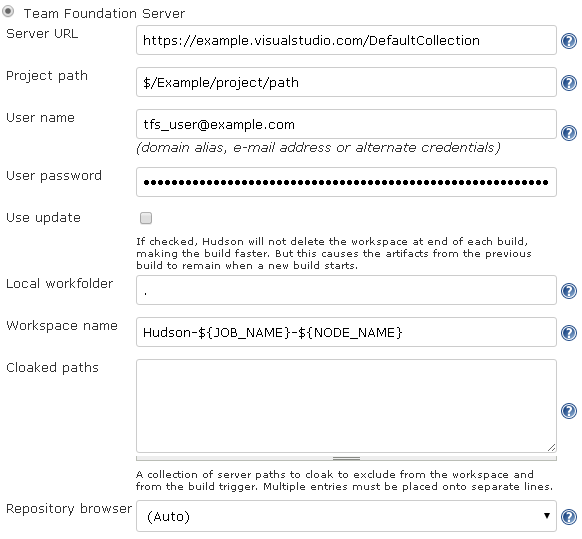 Team Foundation Server
Server URL
https://example.visualstudio.com/DefaultCollection
Project path
$/Example/project/path
User name
tfs_user@example.com
(domain alias, e-mail address or alternate credentials)
User password
Use update
If checked, Hudson will not delete the workspace at end of each build,
making the build faster. But this causes the artifacts from the previous
build to remain when a new build starts.
Local workfolder
.
Workspace name
Hudson-${JOB_NAME}-${NODE_NAME}
Cloaked paths
A collection of server paths to cloak to exclude from the workspace and
from the build trigger. Multiple entries must be placed onto separate lines.
Repository browser
(Auto)